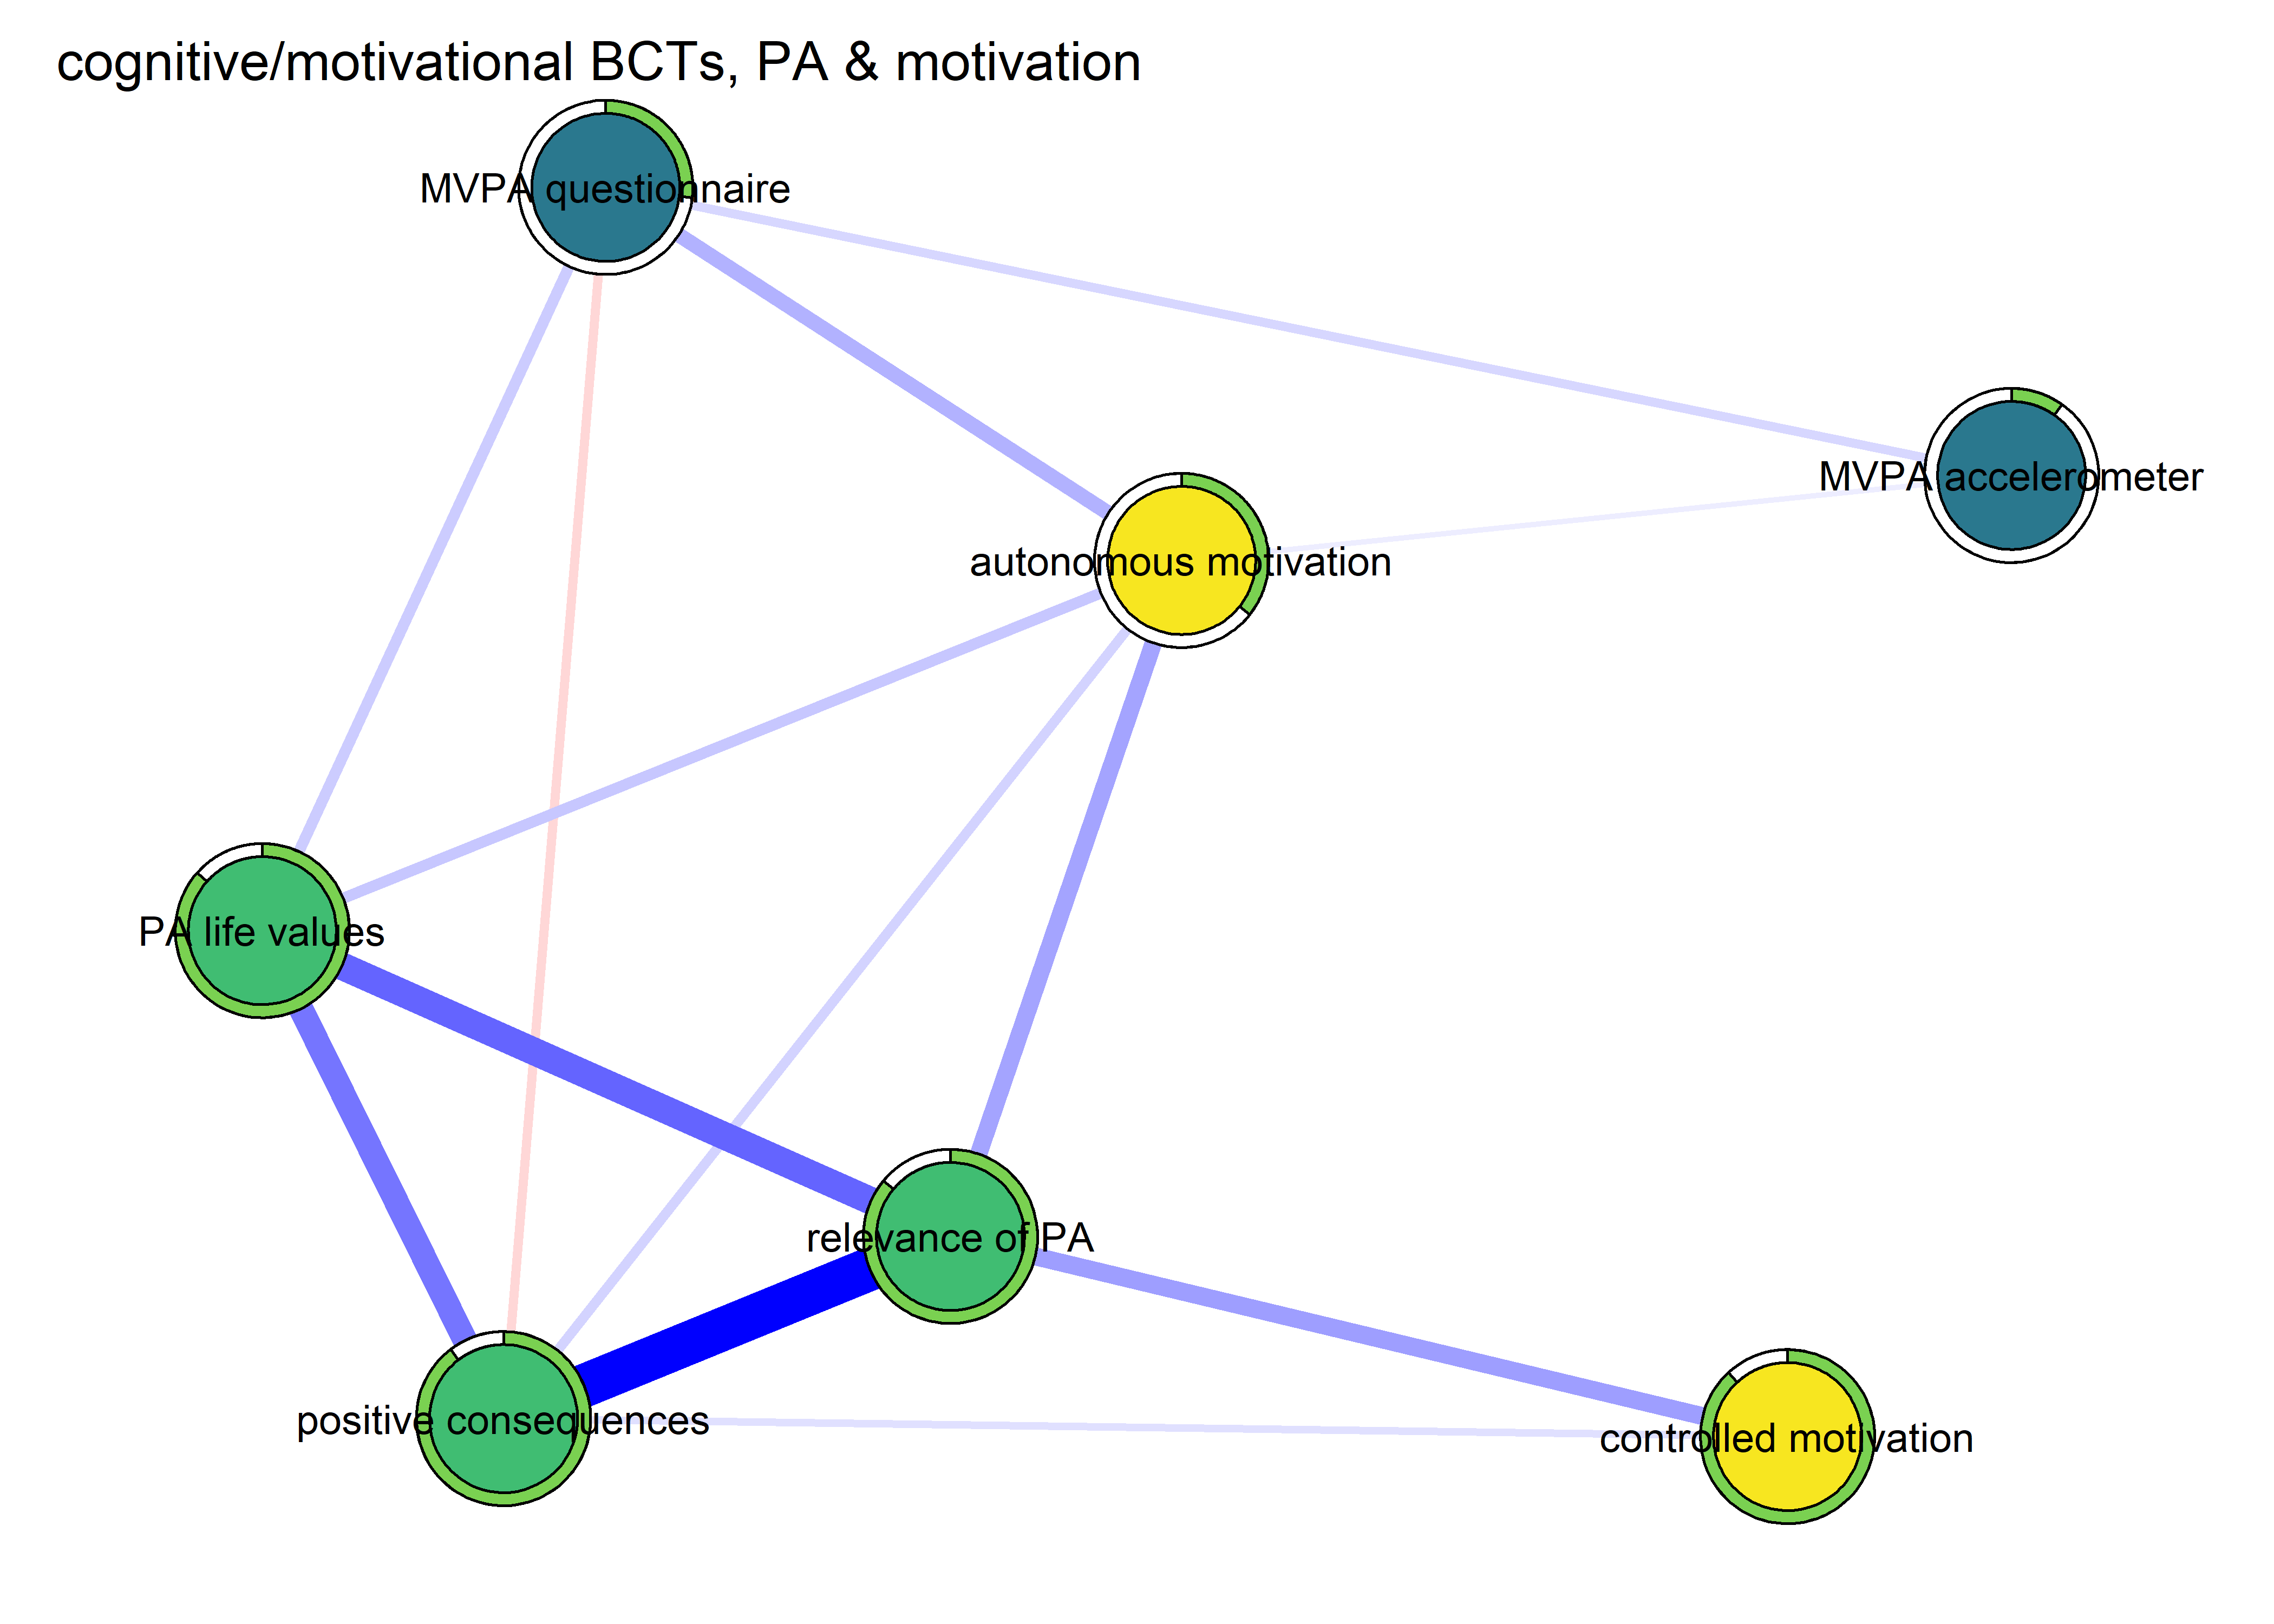 cognitive/motivational BCTs, PA & motivation
MVPA questionnaire
MVPA accelerometer
autonomous motivation
PA life values
relevance of PA
positive consequences
controlled motivation